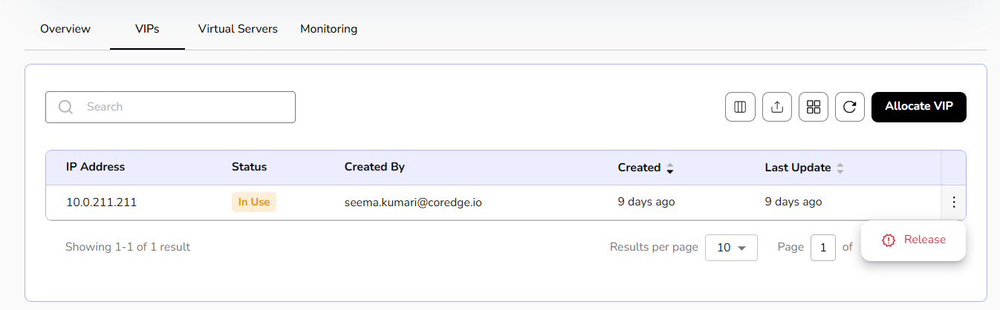 Overview VIPs Virtual Servers Monitoring
Search Allocate VIP
IP Address Status Created By Created Last Update
10.0.211.211 In Use seema.kumari@coredge.io 9 days ago 9 days ago
Showing 1-1 of 1 result Results per page 10 Page 1 of
Release